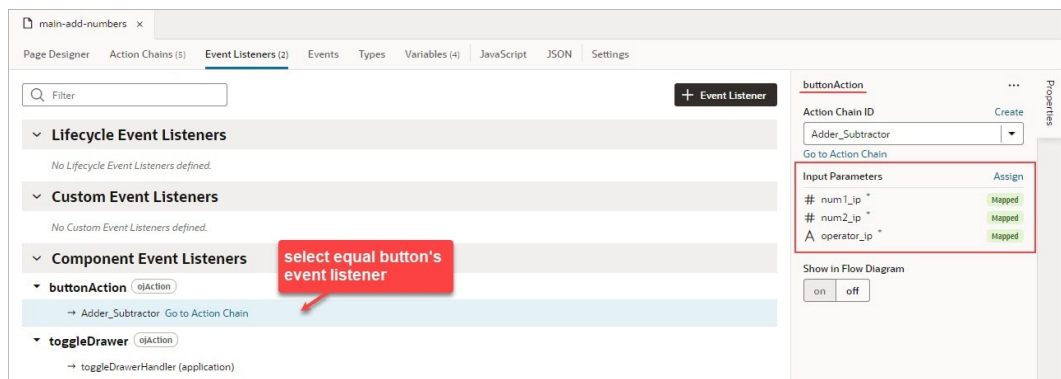 main-add-numbers ×
Page Designer Action Chains (5) Event Listeners (2) Events Types Variables (4) JavaScript JSON Settings
Filter
+ Event Listener
Lifecycle Event Listeners
No Lifecycle Event Listeners defined.
Custom Event Listeners
No Custom Event Listeners defined.
Component Event Listeners
select equal button's
event listener
buttonAction ojAction
→ Adder_Subtractor Go to Action Chain
toggleDrawer ojAction
→ toggleDrawerHandler (application)
buttonAction ...
Action Chain ID Create
Adder_Subtractor
Go to Action Chain
Input Parameters Assign
# num1_ip * Mapped
# num2_ip * Mapped
A operator_ip * Mapped
Show in Flow Diagram
on off
Properties